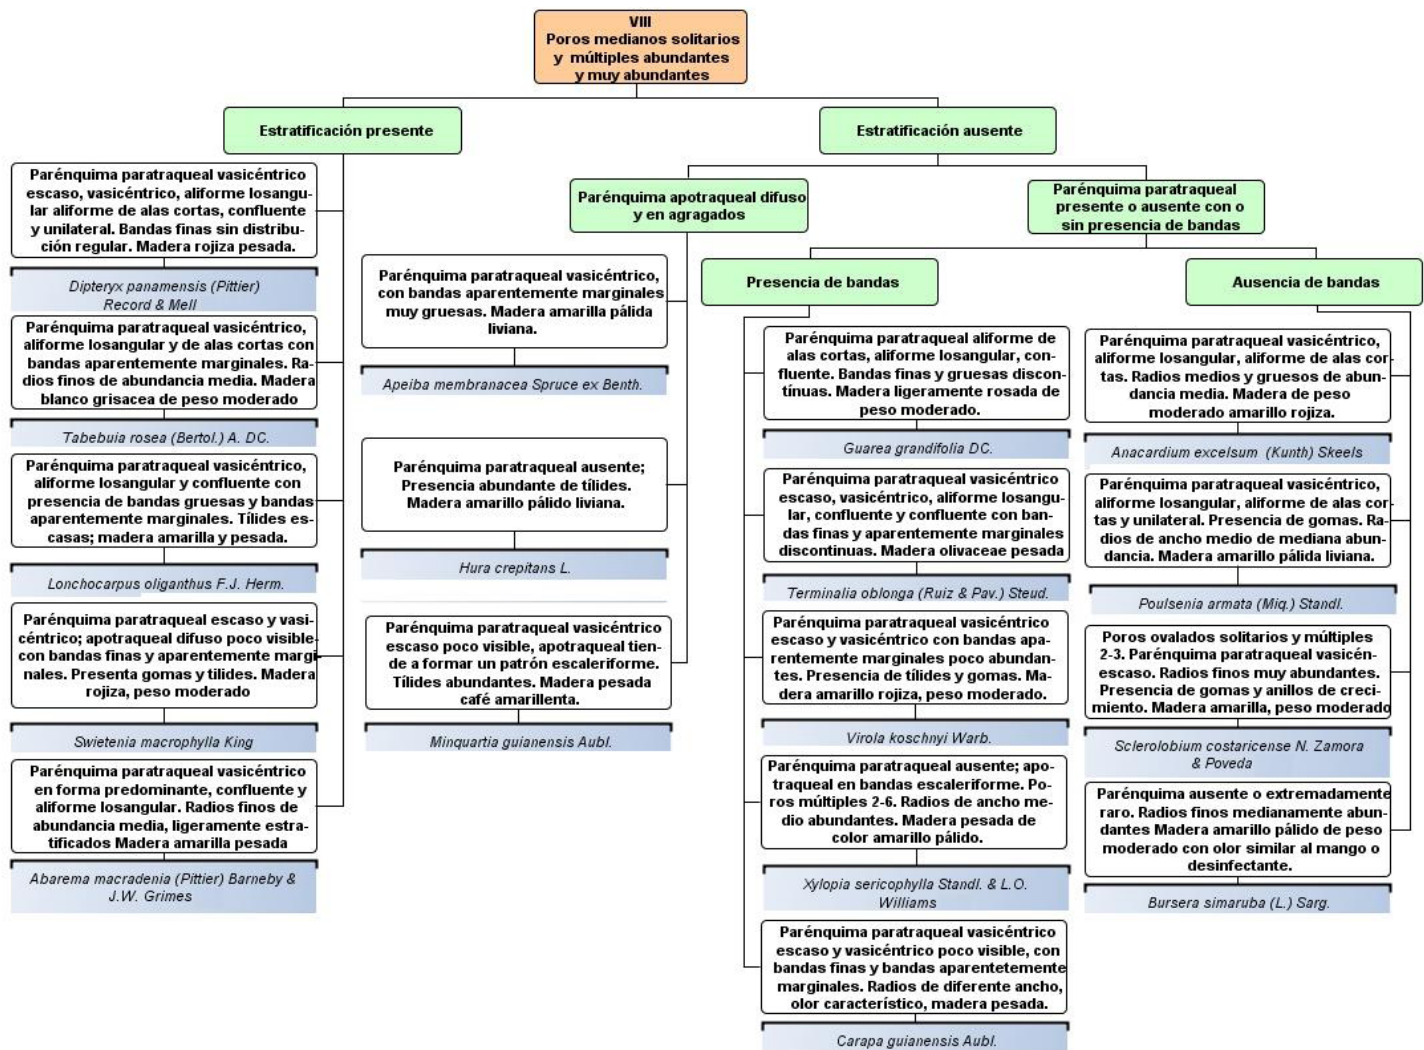 VIII
Poros medianos solitarios
y múltiples abundantes
y muy abundantes
Estratificación presente
Parénquima paratraqueal vasicéntrico
escaso, vasicéntrico, aliforme losangu-
lar aliforme de alas cortas, confluente
y unilateral. Bandas finas sin distribu-
ción regular. Madera rojiza pesada.
Dipteryx panamensis (Pittier)
Record & Mell
Parénquima paratraqueal vasicéntrico,
aliforme losangular y de alas cortas con
bandas aparentemente marginales. Ra-
dios finos de abundancia media. Madera
blanco grisacea de peso moderado
Tabebuia rosea (Bertol.) A. DC.
Parénquima paratraqueal vasicéntrico,
aliforme losangular y confluente con
presencia de bandas gruesas y bandas
aparentemente marginales. Tílides es-
casas; madera amarilla y pesada.
Lonchocarpus oliganthus F.J. Herm.
Parénquima paratraqueal escaso y vasi-
céntrico; apotraqueal difuso poco visible
con bandas finas y aparentemente margi-
nales. Presenta gomas y tilides. Madera
rojiza, peso moderado
Swietenia macrophylla King
Parénquima paratraqueal vasicéntrico
en forma predominante, confluente y
aliforme losangular. Radios finos de
abundancia media, ligeramente estra-
tificados Madera amarilla pesada
Abarema macradenia (Pittier) Barneby &
J.W. Grimes
Estratificación ausente
Parénquima apotraqueal difuso
y en agragados
Parénquima paratraqueal vasicéntrico,
con bandas aparentemente marginales
muy gruesas. Madera amarilla pálida
liviana.
Apeiba membranacea Spruce ex Benth.
Parénquima paratraqueal ausente;
Presencia abundante de tílides.
Madera amarillo pálido liviana.
Hura crepitans L.
Parénquima paratraqueal vasicéntrico
escaso poco visible, apotraqueal tien-
de a formar un patrón escaleriforme.
Tílides abundantes. Madera pesada
café amarillenta.
Minquartia guianensis Aubl.
Parénquima paratraqueal
presente o ausente con o
sin presencia de bandas
Presencia de bandas
Parénquima paratraqueal aliforme de
alas cortas, aliforme losangular, con-
fluente. Bandas finas y gruesas discon-
tínuas. Madera ligeramente rosada de
peso moderado.
Guarea grandifolia DC.
Parénquima paratraqueal vasicéntrico
escaso, vasicéntrico, aliforme losangu-
lar, confluente y confluente con ban-
das finas y aparentemente marginales
discontinuas. Madera olivaceae pesada
Terminalia oblonga (Ruiz & Pav.) Steud.
Parénquima paratraqueal vasicéntrico
escaso y vasicéntrico con bandas apa-
rentemente marginales poco abundan-
tes. Presencia de tílides y gomas. Ma-
dera amarillo rojiza, peso moderado.
Virola koschnyi Warb.
Parénquima paratraqueal ausente; apo-
traqueal en bandas escaleriforme. Po-
ros múltiples 2-6. Radios de ancho me-
dio abundantes. Madera pesada de
color amarillo pálido.
Xylopia sericophylla Standl. & L.O.
Williams
Parénquima paratraqueal vasicéntrico
escaso y vasicéntrico poco visible, con
bandas finas y bandas aparentetemente
marginales. Radios de diferente ancho,
olor característico, madera pesada.
Carapa guianensis Aubl.
Ausencia de bandas
Parénquima paratraqueal vasicéntrico,
aliforme losangular, aliforme de alas cor-
tas. Radios medios y gruesos de abun-
dancia media. Madera de peso
moderado amarillo rojiza.
Anacardium excelsum (Kunth) Skeels
Parénquima paratraqueal vasicéntrico,
aliforme losangular, aliforme de alas cor-
tas y unilateral. Presencia de gomas. Ra-
dios de ancho medio de mediana abun-
dancia. Madera amarillo pálida liviana.
Poulsenia armata (Miq.) Standl.
Poros ovalados solitarios y múltiples
2-3. Parénquima paratraqueal vasicén-
escaso. Radios finos muy abundantes.
Presencia de gomas y anillos de creci-
miento. Madera amarilla, peso moderado
Sclerolobium costaricense N. Zamora
& Poveda
Parénquima ausente o extremadamente
raro. Radios finos medianamente abun-
dantes Madera amarillo pálido de peso
moderado con olor similar al mango o
desinfectante.
Bursera simaruba (L.) Sarg.